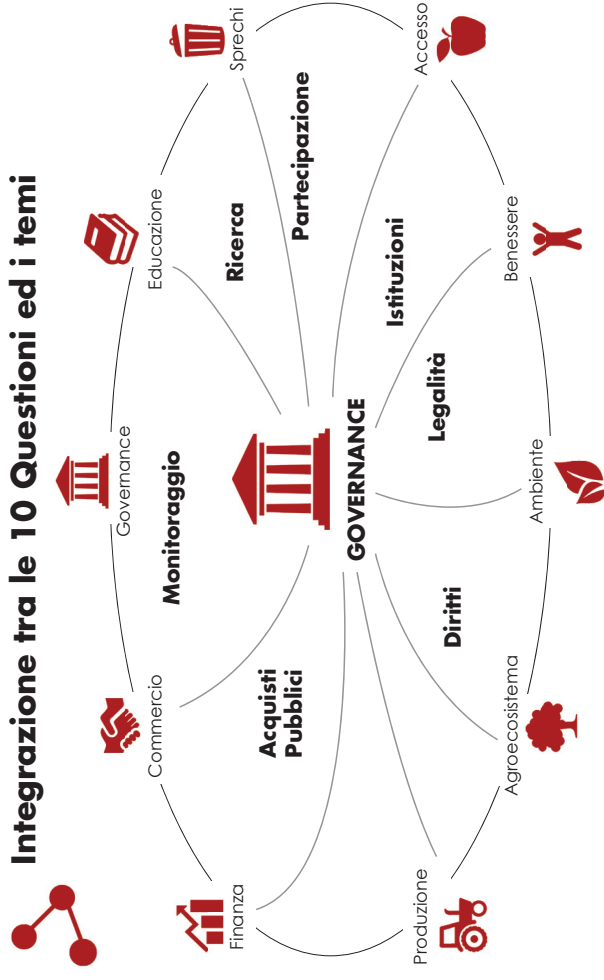 Integrazione tra le 10 Questioni ed i temi
Governance
Commercio
Educazione
Finanza
Sprechi
Monitoraggio
Ricerca
Acquisti
Pubblici
Partecipazione
GOVERNANCE
Istituzioni
Legalità
Diritti
Produzione
Accesso
Agroecosistema
Benessere
Ambiente